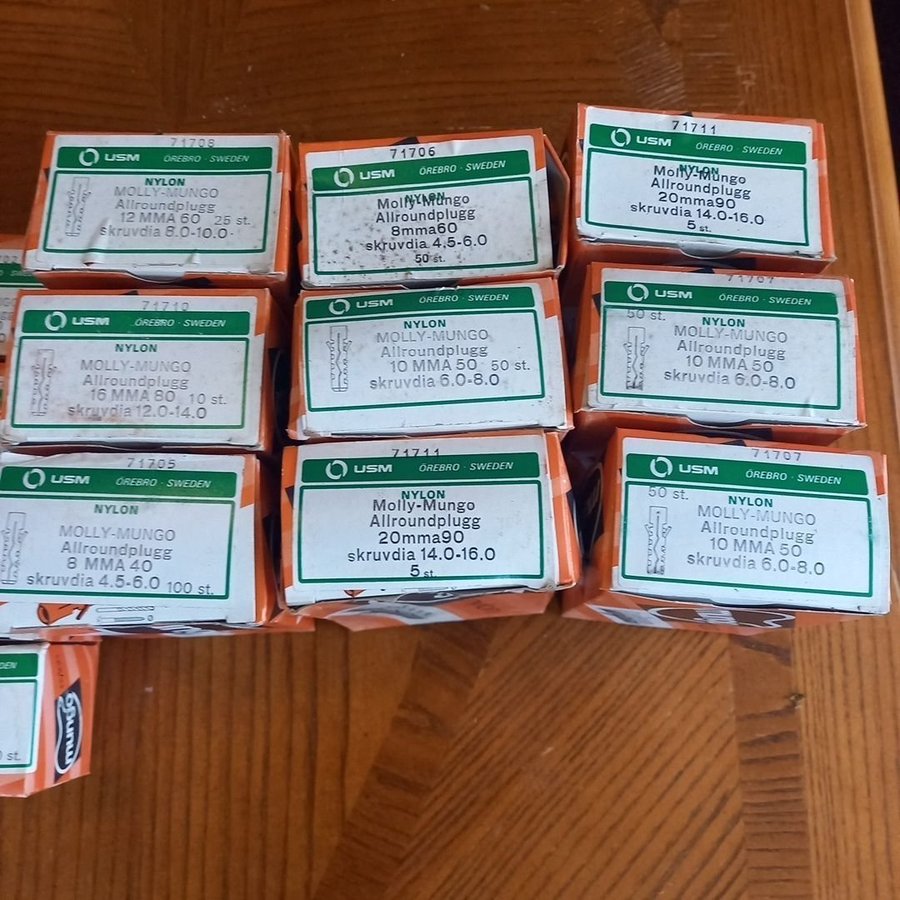 71708
USM ÖREBRO · SWEDEN
NYLON
MOLLY-MUNGO
Allroundplugg
12 MMA 60 25 st.
skruvdia 8.0-10.0
71706
USM ÖREBRO · SWEDEN
NYLON
Molly-Mungo
Allroundplugg
8mma60
skruvdia 4.5-6.0
50 st.
71711
USM ÖREBRO · SWEDEN
NYLON
Molly-Mungo
Allroundplugg
20mma90
skruvdia 14.0-16.0
5 st.
71710
USM ÖREBRO · SWEDEN
NYLON
MOLLY-MUNGO
Allroundplugg
16 MMA 80 10 st.
skruvdia 12.0-14.0
USM ÖREBRO · SWEDEN
NYLON
MOLLY-MUNGO
Allroundplugg
10 MMA 50 50 st.
skruvdia 6.0-8.0
71707
USM ÖREBRO · SWEDEN
50 st.
NYLON
MOLLY-MUNGO
Allroundplugg
10 MMA 50
skruvdia 6.0-8.0
71705
USM ÖREBRO · SWEDEN
NYLON
MOLLY-MUNGO
Allroundplugg
8 MMA 40
skruvdia 4.5-6.0 100 st.
71711
USM ÖREBRO · SWEDEN
NYLON
Molly-Mungo
Allroundplugg
20mma90
skruvdia 14.0-16.0
5 st.
71707
USM ÖREBRO · SWEDEN
50 st.
NYLON
MOLLY-MUNGO
Allroundplugg
10 MMA 50
skruvdia 6.0-8.0
st.
mungo